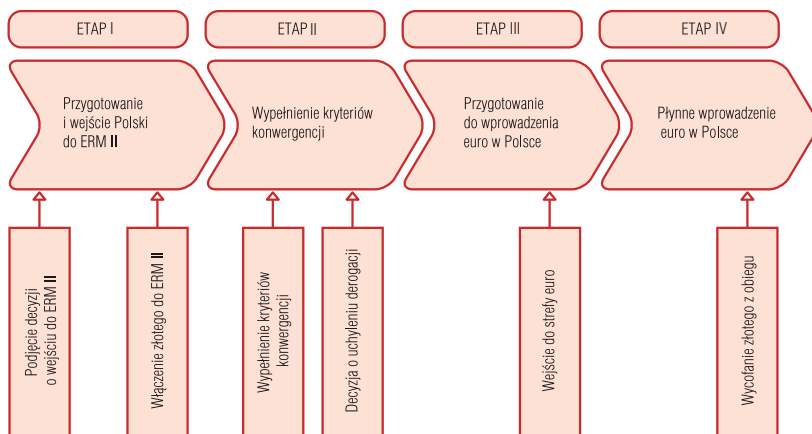 ETAP I
ETAP II
ETAP III
ETAP IV
Przygotowanie
i wejście Polski
do ERM II
Wypełnienie kryteriów
konwergencji
Przygotowanie
do wprowadzenia
euro w Polsce
Płynne wprowadzenie
euro w Polsce
Podjęcie decyzji
o wejściu do ERM II
Włączenie złotego do ERM II
Wypełnienie kryteriów
konwergencji
Decyzja o uchyleniu derogacji
Wejście do strefy euro
Wycofanie złotego z obiegu